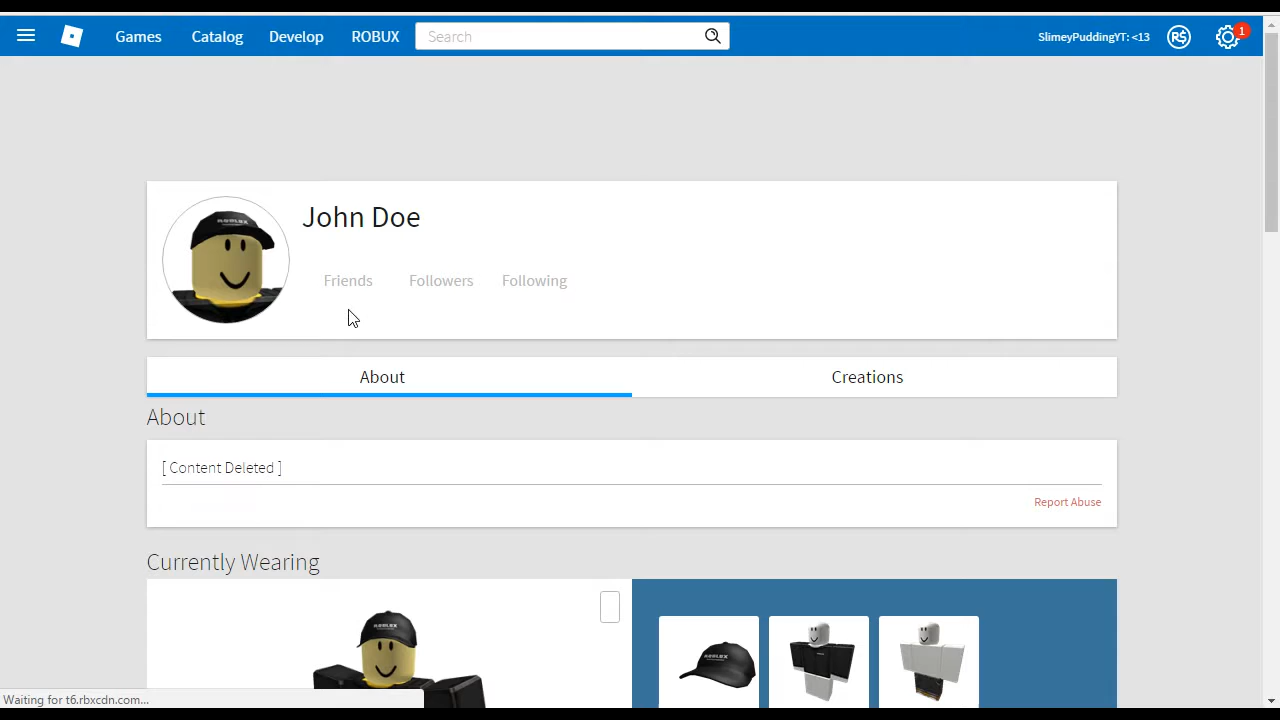 Games Catalog Develop ROBUX Search SlimeyPuddingYT: <13 R$ 1
John Doe
Friends Followers Following
About Creations
About
[ Content Deleted ]
Report Abuse
Currently Wearing
Waiting for t6.rbxcdn.com...